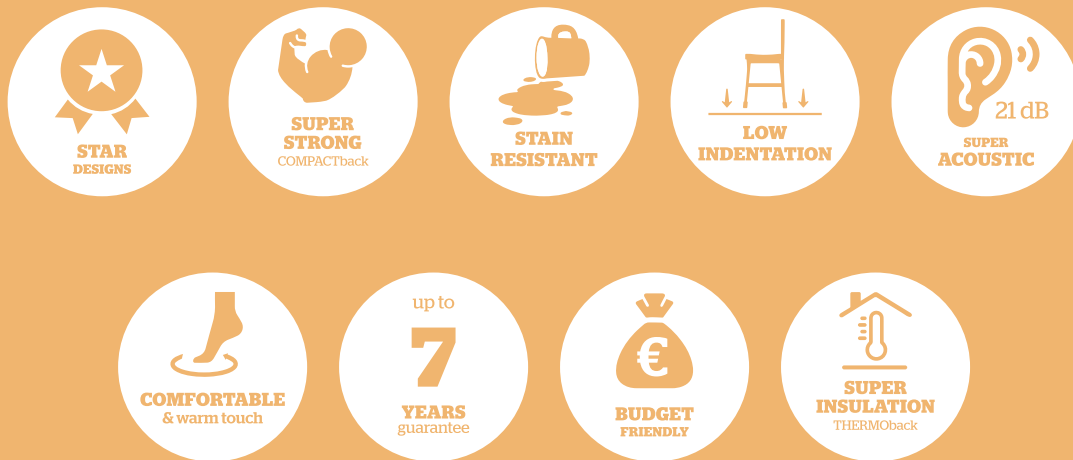 STAR
DESIGNS
SUPER
STRONG
COMPACTback
STAIN
RESISTANT
LOW
INDENTATION
21 dB
SUPER
ACOUSTIC
COMFORTABLE
& warm touch
up to
7
YEARS
guarantee
€
BUDGET
FRIENDLY
SUPER
INSULATION
THERMOback